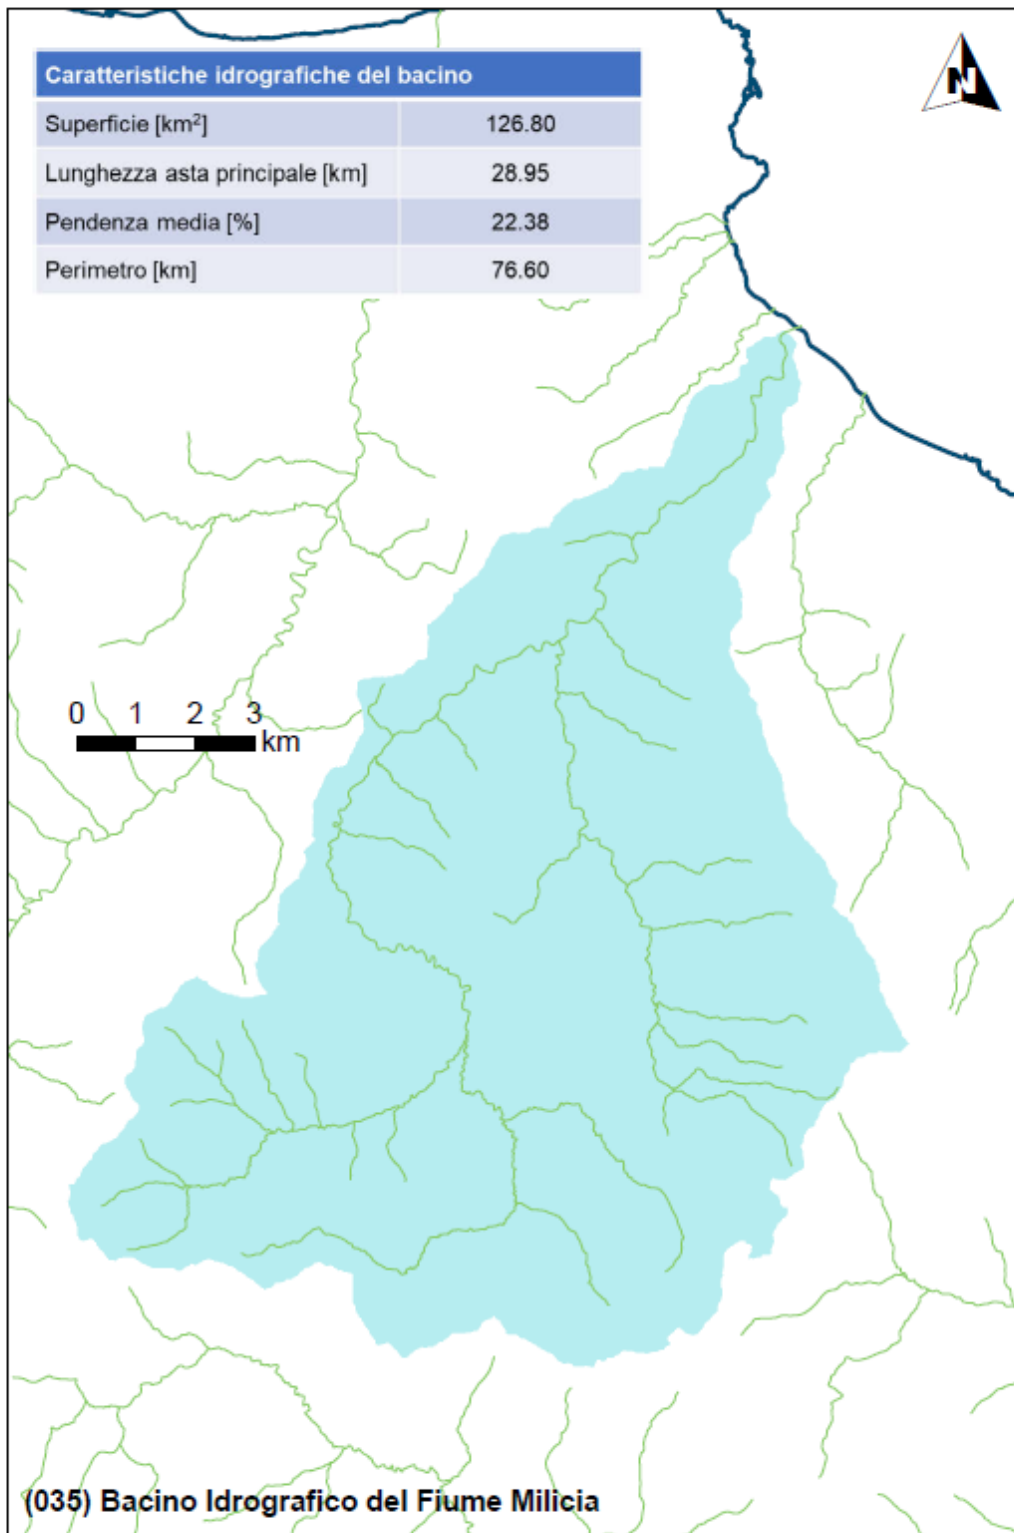 N
Caratteristiche idrografiche del bacino
Superficie [km²] 126.80
Lunghezza asta principale [km] 28.95
Pendenza media [%] 22.38
Perimetro [km] 76.60
0 1 2 3
km
(035) Bacino Idrografico del Fiume Milicia